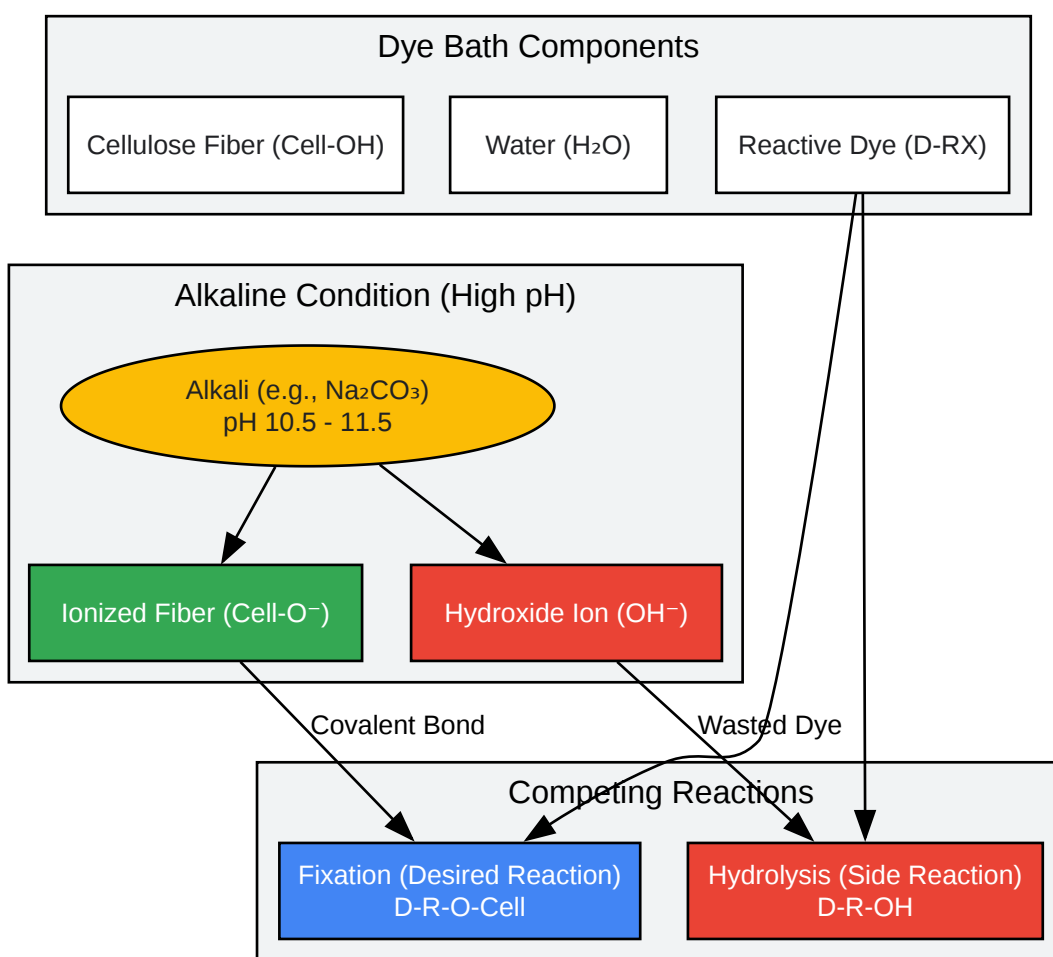 Dye Bath Components
Cellulose Fiber (Cell-OH)
Water (H₂O)
Reactive Dye (D-RX)
Alkaline Condition (High pH)
Alkali (e.g., Na₂CO₃)
pH 10.5 - 11.5
Ionized Fiber (Cell-O⁻)
Hydroxide Ion (OH⁻)
Covalent Bond
Wasted Dye
Competing Reactions
Fixation (Desired Reaction)
D-R-O-Cell
Hydrolysis (Side Reaction)
D-R-OH